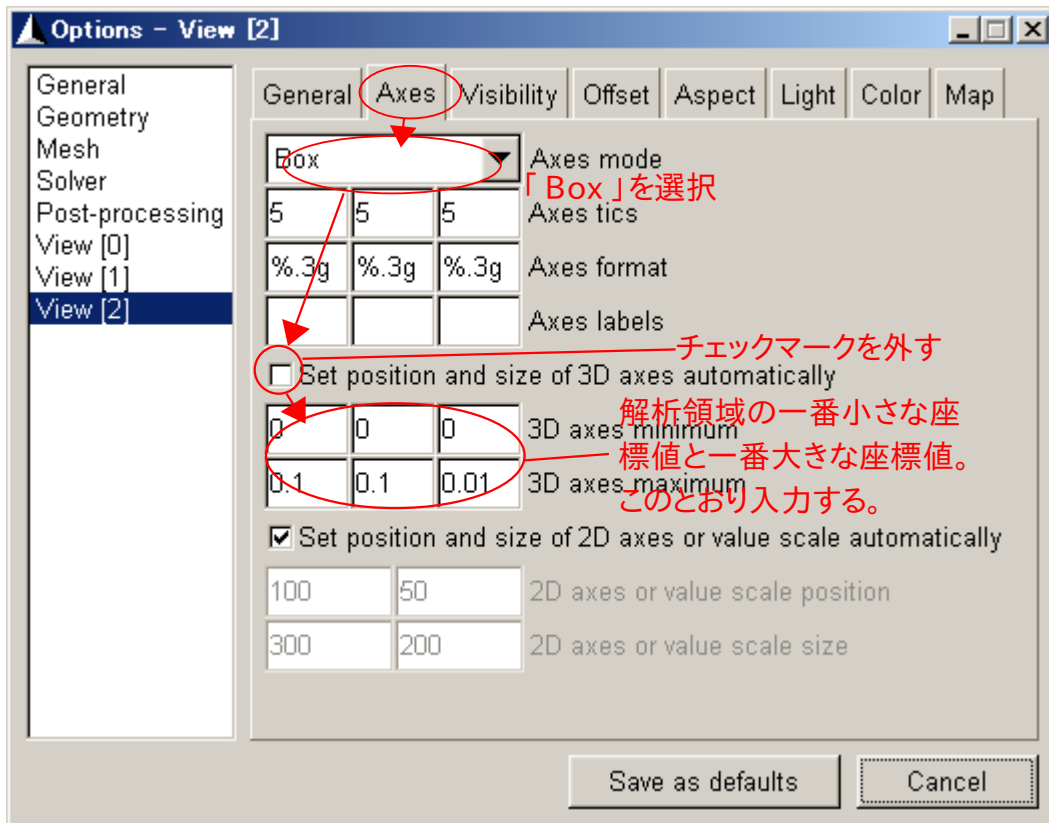 Options - View [2]
General
Geometry
Mesh
Solver
Post-processing
View [0]
View [1]
View [2]
General Axes Visibility Offset Aspect Light Color Map
Box Axes mode
「Box」を選択
5 5 5 Axes tics
%.3g %.3g %.3g Axes format
Axes labels
チェックマークを外す
Set position and size of 3D axes automatically
0 0 0 3D axes minimum
0.1 0.1 0.01 3D axes maximum
解析領域の一番小さな座
標値と一番大きな座標値。
このとおり入力する。
Set position and size of 2D axes or value scale automatically
100 50 2D axes or value scale position
300 200 2D axes or value scale size
Save as defaults Cancel